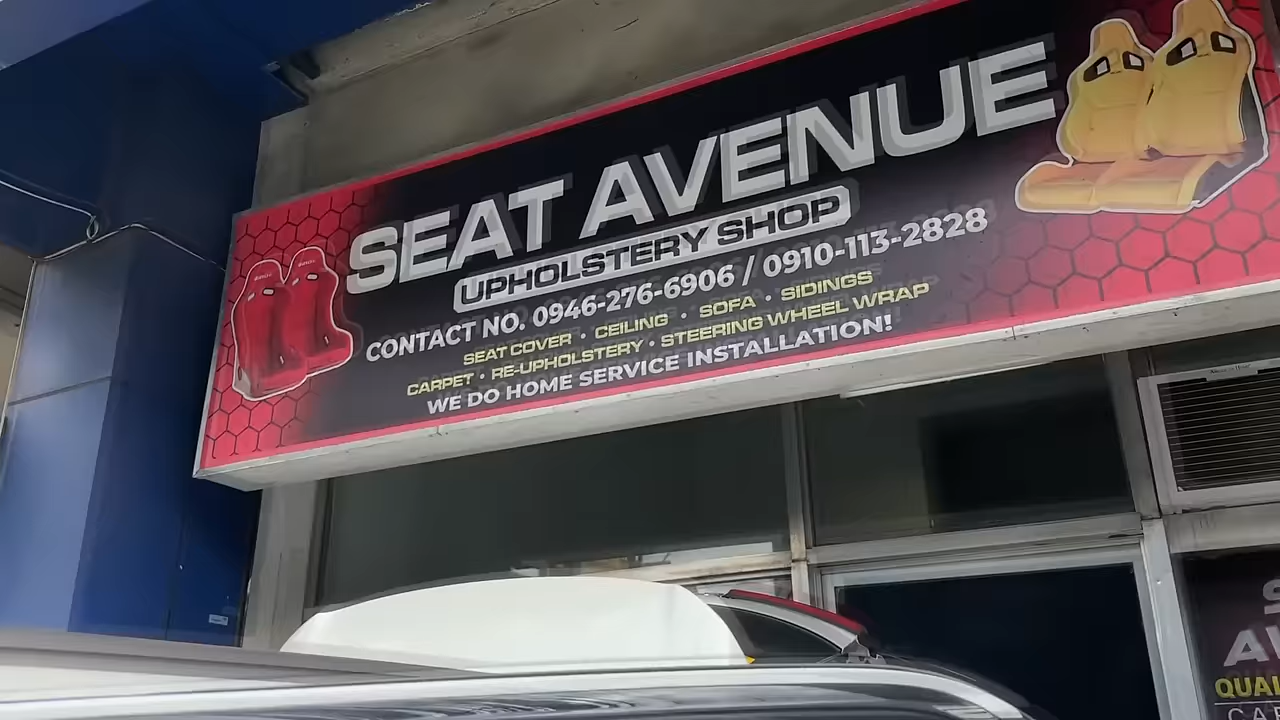 SEAT AVENUE
UPHOLSTERY SHOP
CONTACT NO. 0946-276-6906 / 0910-113-2828
SEAT COVER • CEILING • SOFA • SIDINGS
CARPET • RE-UPHOLSTERY • STEERING WHEEL WRAP
WE DO HOME SERVICE INSTALLATION!